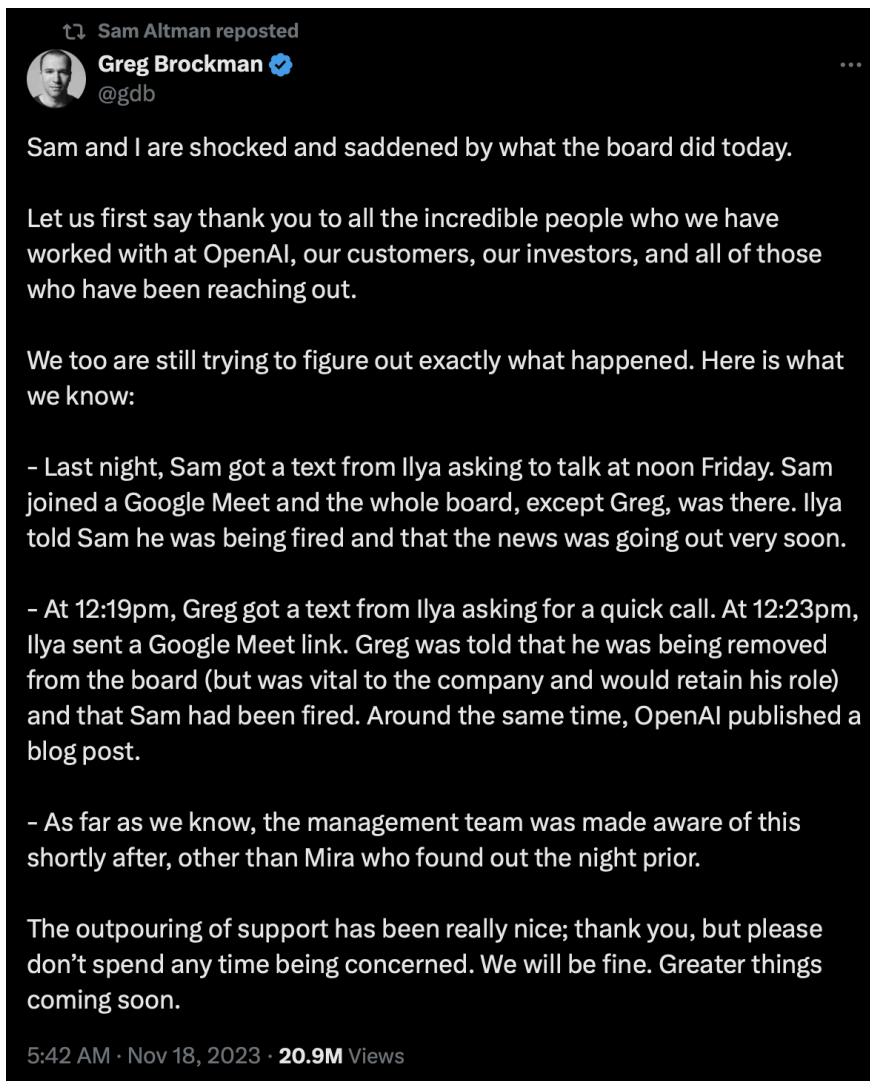 Sam Altman reposted
Greg Brockman
@gdb
Sam and I are shocked and saddened by what the board did today.
Let us first say thank you to all the incredible people who we have
worked with at OpenAI, our customers, our investors, and all of those
who have been reaching out.
We too are still trying to figure out exactly what happened. Here is what
we know:
- Last night, Sam got a text from Ilya asking to talk at noon Friday. Sam
joined a Google Meet and the whole board, except Greg, was there. Ilya
told Sam he was being fired and that the news was going out very soon.
- At 12:19pm, Greg got a text from Ilya asking for a quick call. At 12:23pm,
Ilya sent a Google Meet link. Greg was told that he was being removed
from the board (but was vital to the company and would retain his role)
and that Sam had been fired. Around the same time, OpenAI published a
blog post.
- As far as we know, the management team was made aware of this
shortly after, other than Mira who found out the night prior.
The outpouring of support has been really nice; thank you, but please
don’t spend any time being concerned. We will be fine. Greater things
coming soon.
5:42 AM · Nov 18, 2023 · 20.9M Views